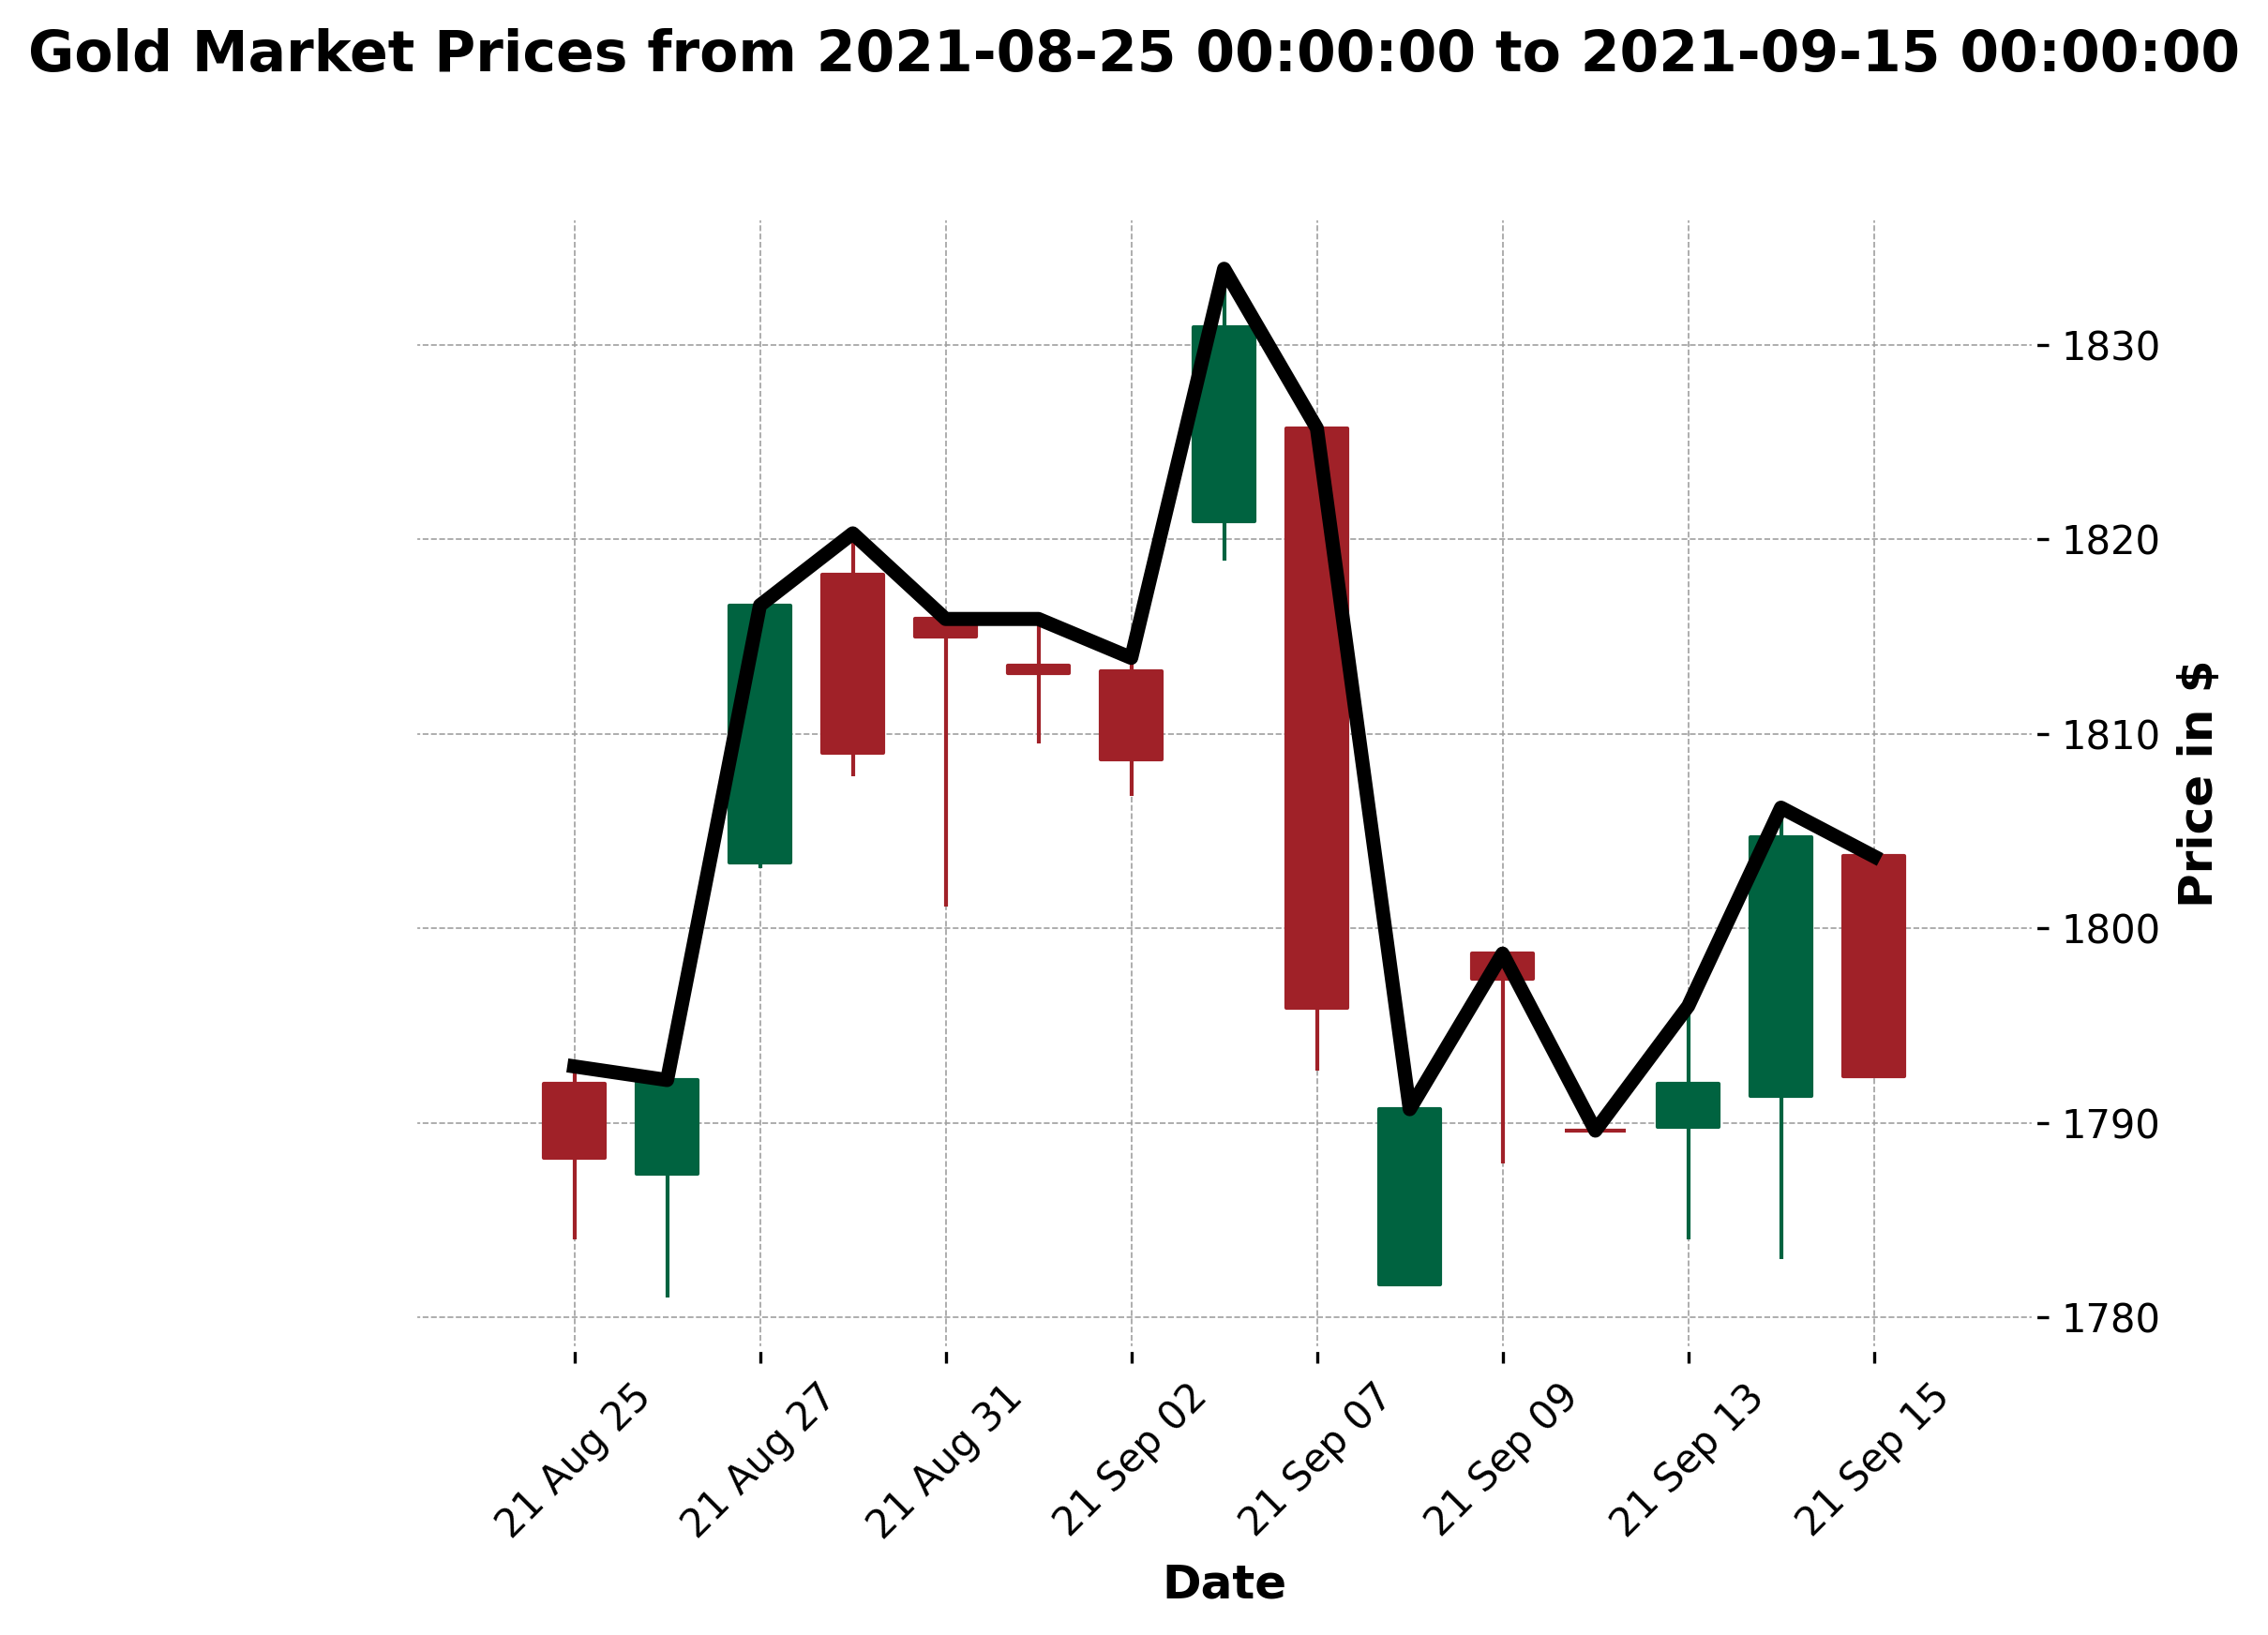 Gold Market Prices from 2021-08-25 00:00:00 to 2021-09-15 00:00:00
1830
1820
1810
1800
1790
1780
Price in $
21 Aug 25
21 Aug 27
21 Aug 31
21 Sep 02
21 Sep 07
21 Sep 09
21 Sep 13
21 Sep 15
Date